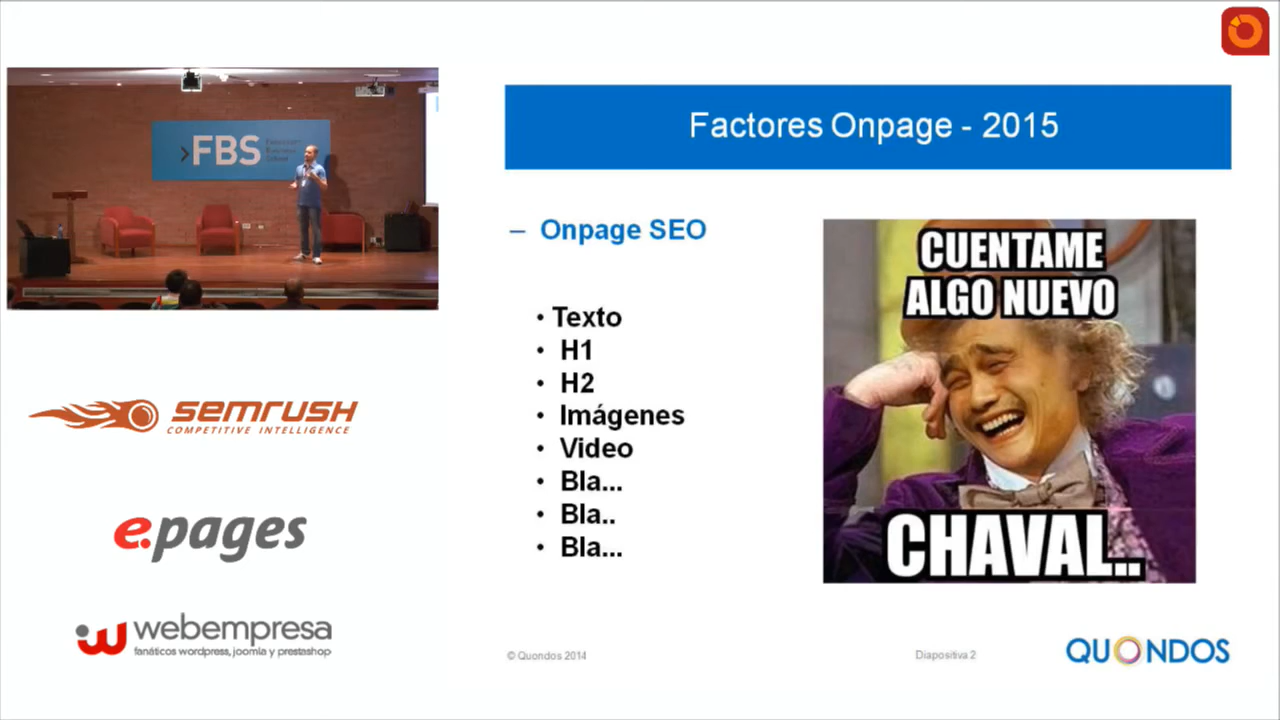 >FBS
SEMRUSH
COMPETITIVE INTELLIGENCE
e.pages
webempresa
fanáticos wordpress, joomla y prestashop
Factores Onpage - 2015
– Onpage SEO
• Texto
• H1
• H2
• Imágenes
• Video
• Bla...
• Bla..
• Bla...
CUENTAME
ALGO NUEVO
CHAVAL..
© Quondos 2014
Diapositiva 2
QUONDOS